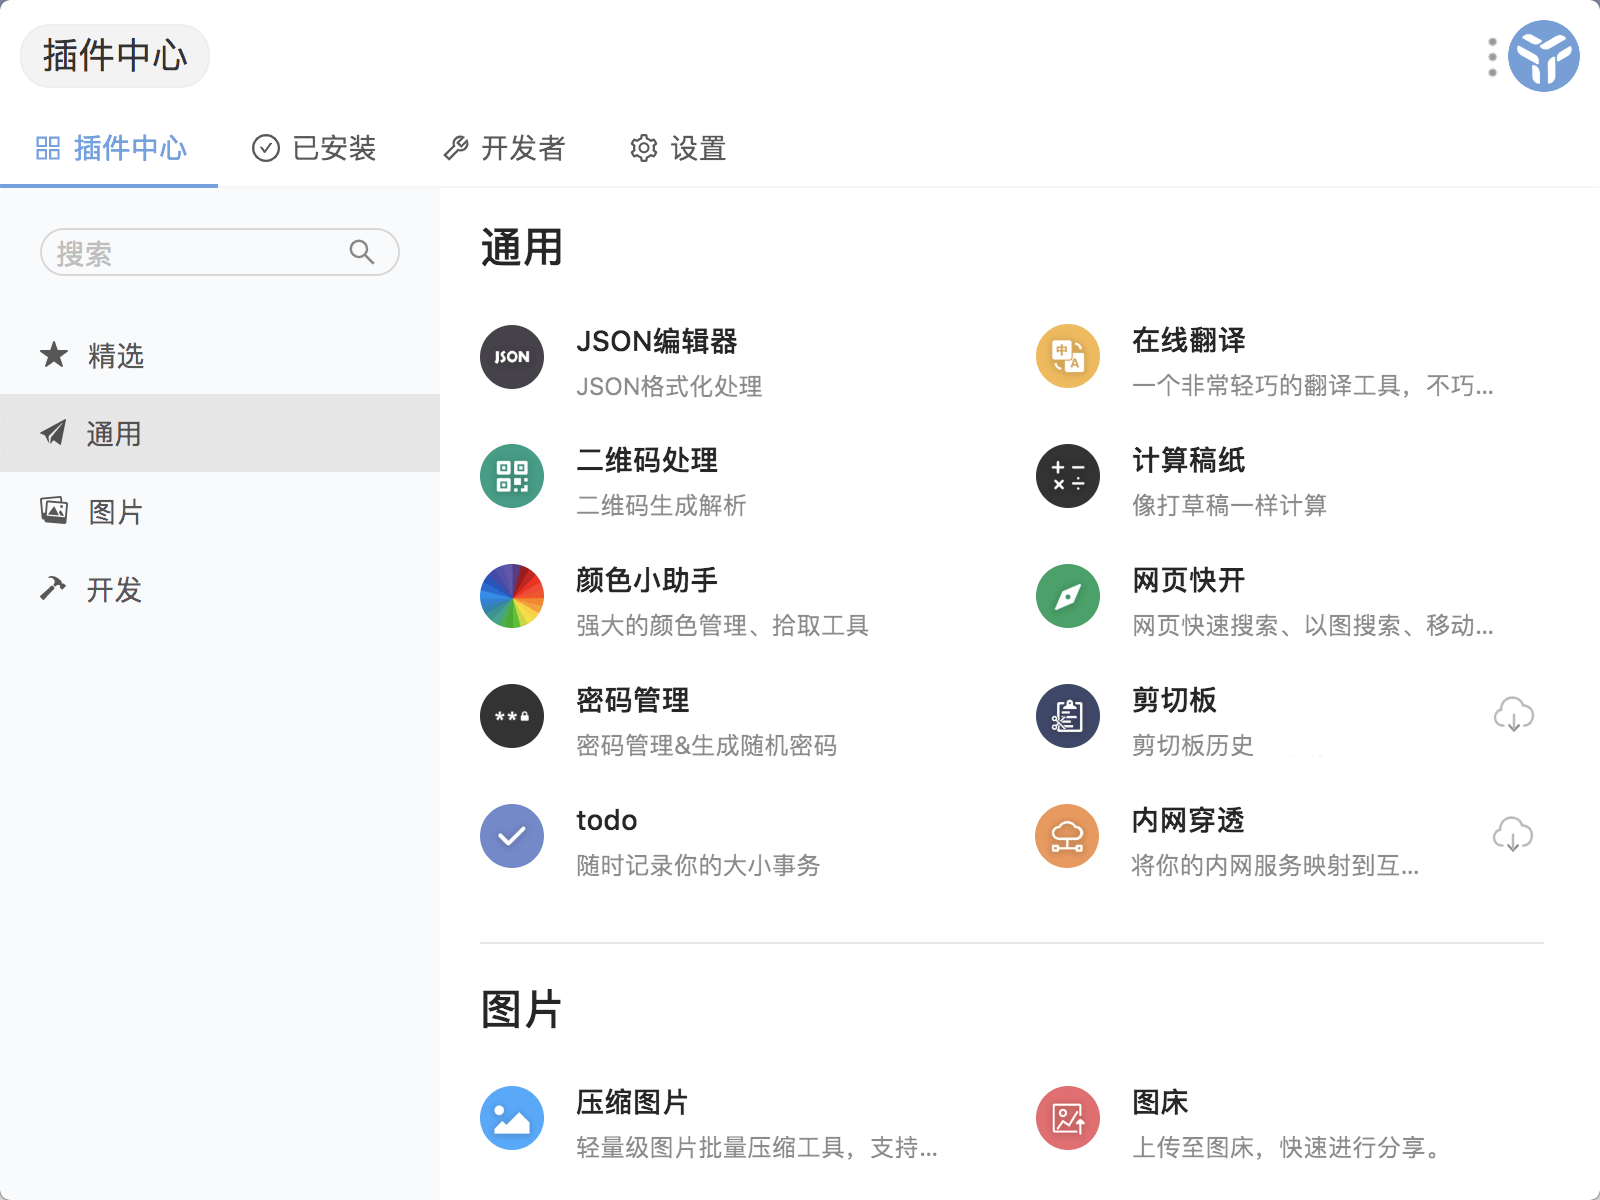 插件中心
插件中心 已安装 开发者 设置
搜索
精选
通用
图片
开发
通用
JSON
JSON编辑器
JSON格式化处理
中 A
在线翻译
一个非常轻巧的翻译工具，不巧...
二维码处理
二维码生成解析
计算稿纸
像打草稿一样计算
颜色小助手
强大的颜色管理、拾取工具
网页快开
网页快速搜索、以图搜索、移动...
**
密码管理
密码管理&生成随机密码
剪切板
剪切板历史
todo
随时记录你的大小事务
内网穿透
将你的内网服务映射到互...
图片
压缩图片
轻量级图片批量压缩工具，支持...
图床
上传至图床，快速进行分享。